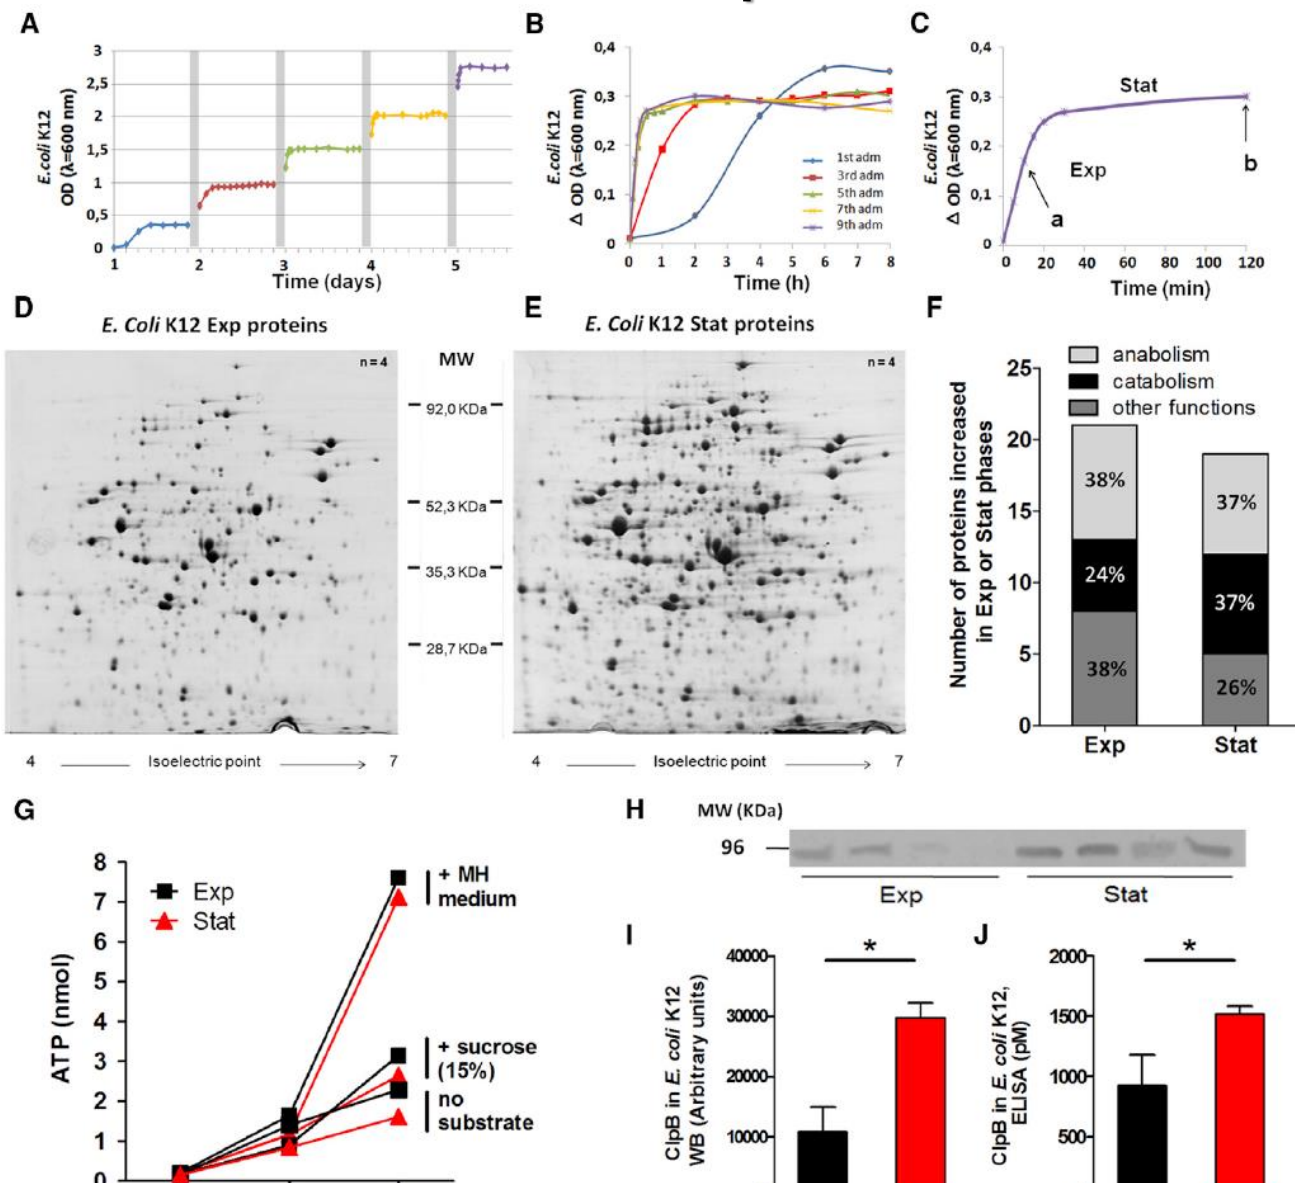 A
E.coli K12
OD (λ=600 nm)
3
2,5
2
1,5
1
0,5
0
1 2 3 4 5
Time (days)
B
E.coli K12
Δ OD (λ=600 nm)
0,4
0,3
0,2
0,1
0
1st adm
3rd adm
5th adm
7th adm
9th adm
0 1 2 3 4 5 6 7 8
Time (h)
C
E.coli K12
Δ OD (λ=600 nm)
0,4
0,3
0,2
0,1
0
Stat
Exp
a
b
0 20 40 60 80 100 120
Time (min)
D
E. Coli K12 Exp proteins
n = 4
4 Isoelectric point 7
MW
92,0 KDa
52,3 KDa
35,3 KDa
28,7 KDa
E
E. Coli K12 Stat proteins
n = 4
4 Isoelectric point 7
F
Number of proteins increased
in Exp or Stat phases
anabolism
catabolism
other functions
25
20
15
10
5
0
38%
24%
38%
37%
37%
26%
Exp Stat
G
ATP (nmol)
8
7
6
5
4
3
2
1
0
Exp
Stat
+ MH
medium
+ sucrose
(15%)
no
substrate
H
MW (KDa)
96
Exp Stat
I
ClpB in E. coli K12
WB (Arbitrary units)
40000
30000
20000
10000
*
J
ClpB in E. coli K12,
ELISA (pM)
2000
1500
1000
500
*